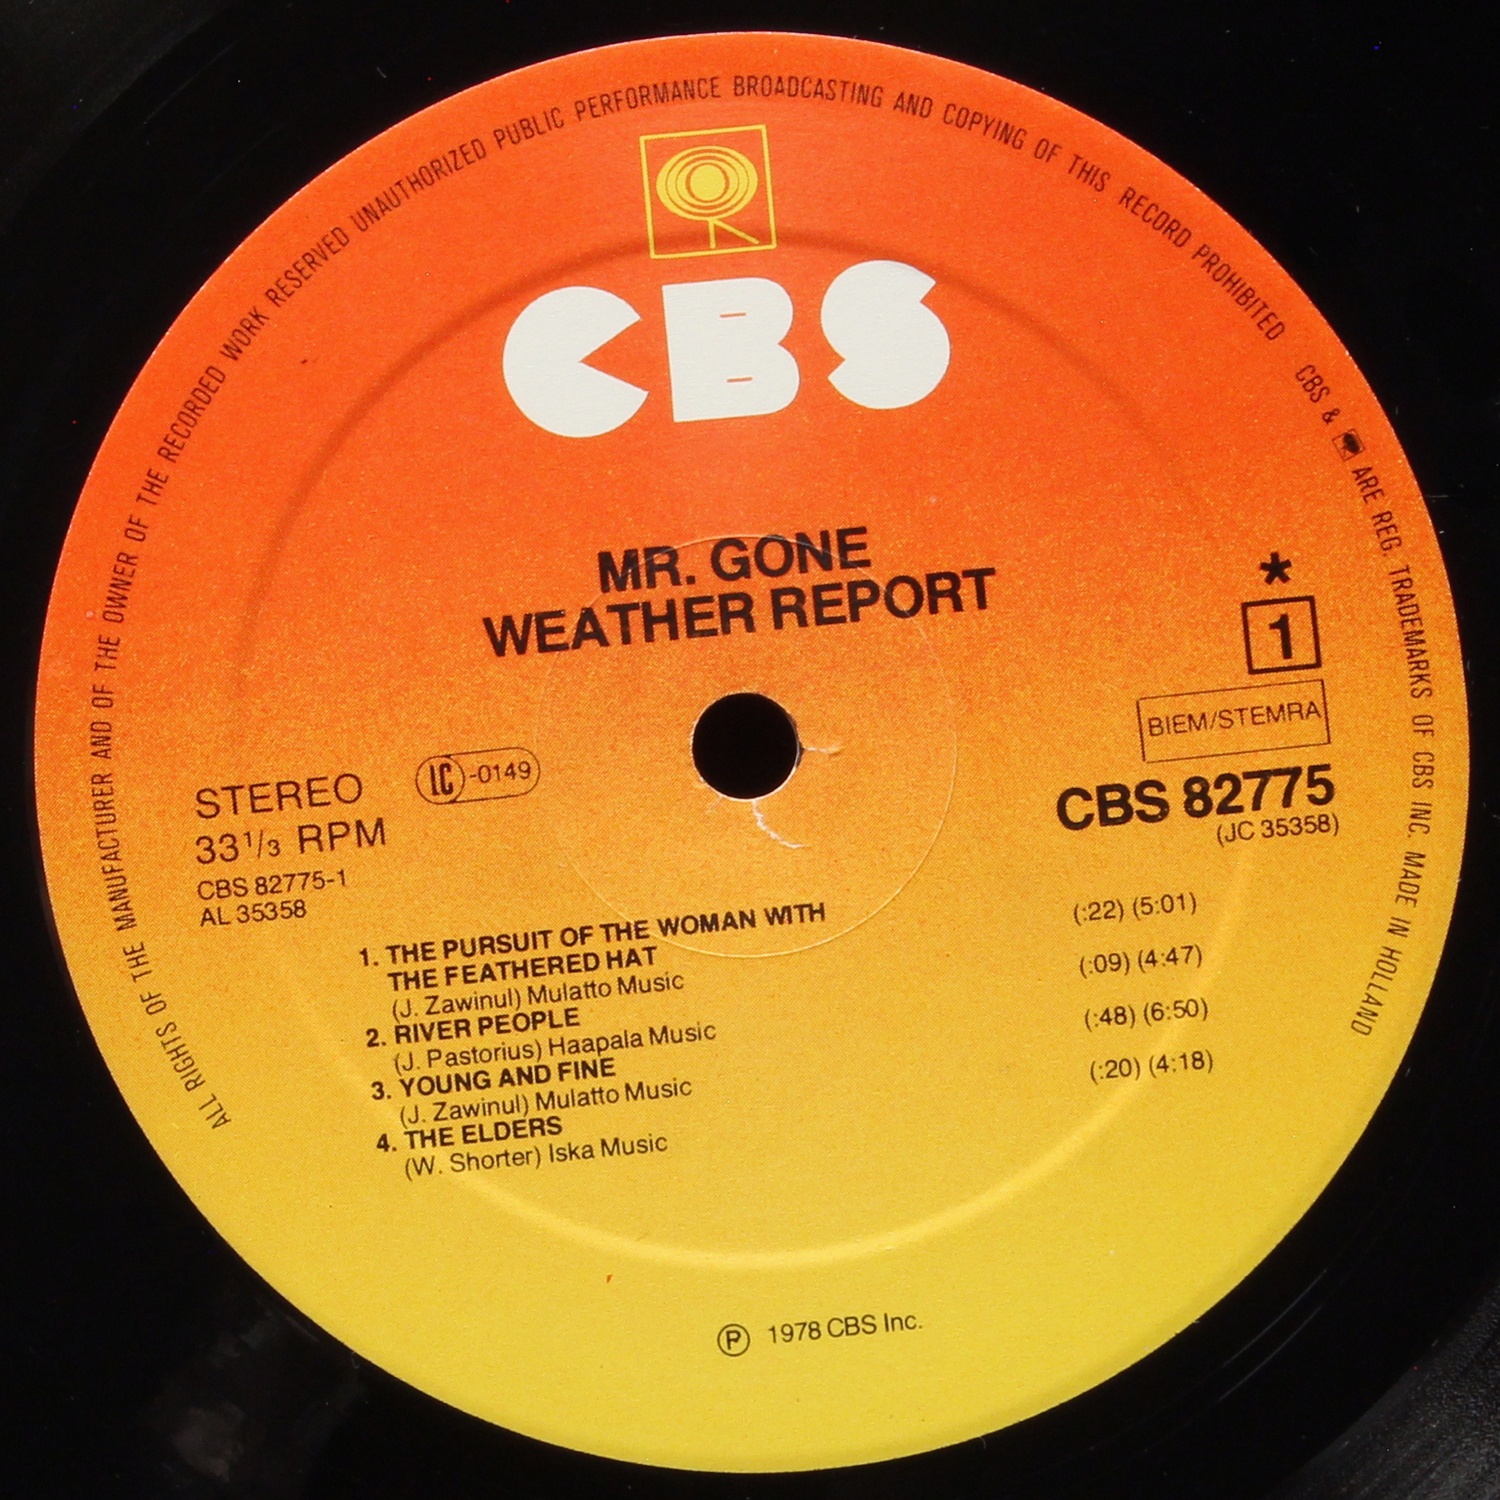 ALL RIGHTS OF THE MANUFACTURER AND OF THE OWNER OF THE RECORDED WORK RESERVED UNAUTHORIZED PUBLIC PERFORMANCE BROADCASTING AND COPYING OF THIS RECORD PROHIBITED CBS & ARE REG. TRADEMARKS OF CBS INC. MADE IN HOLLAND
CBS
MR. GONE
WEATHER REPORT
*
1
BIEM/STEMRA
CBS 82775
(JC 35358)
STEREO
LC-0149
33 1/3 RPM
CBS 82775-1
AL 35358
1. THE PURSUIT OF THE WOMAN WITH (:22) (5:01)
THE FEATHERED HAT
(J. Zawinul) Mulatto Music
2. RIVER PEOPLE (:09) (4:47)
(J. Pastorius) Haapala Music
3. YOUNG AND FINE (:48) (6:50)
(J. Zawinul) Mulatto Music
4. THE ELDERS (:20) (4:18)
(W. Shorter) Iska Music
Ⓟ 1978 CBS Inc.